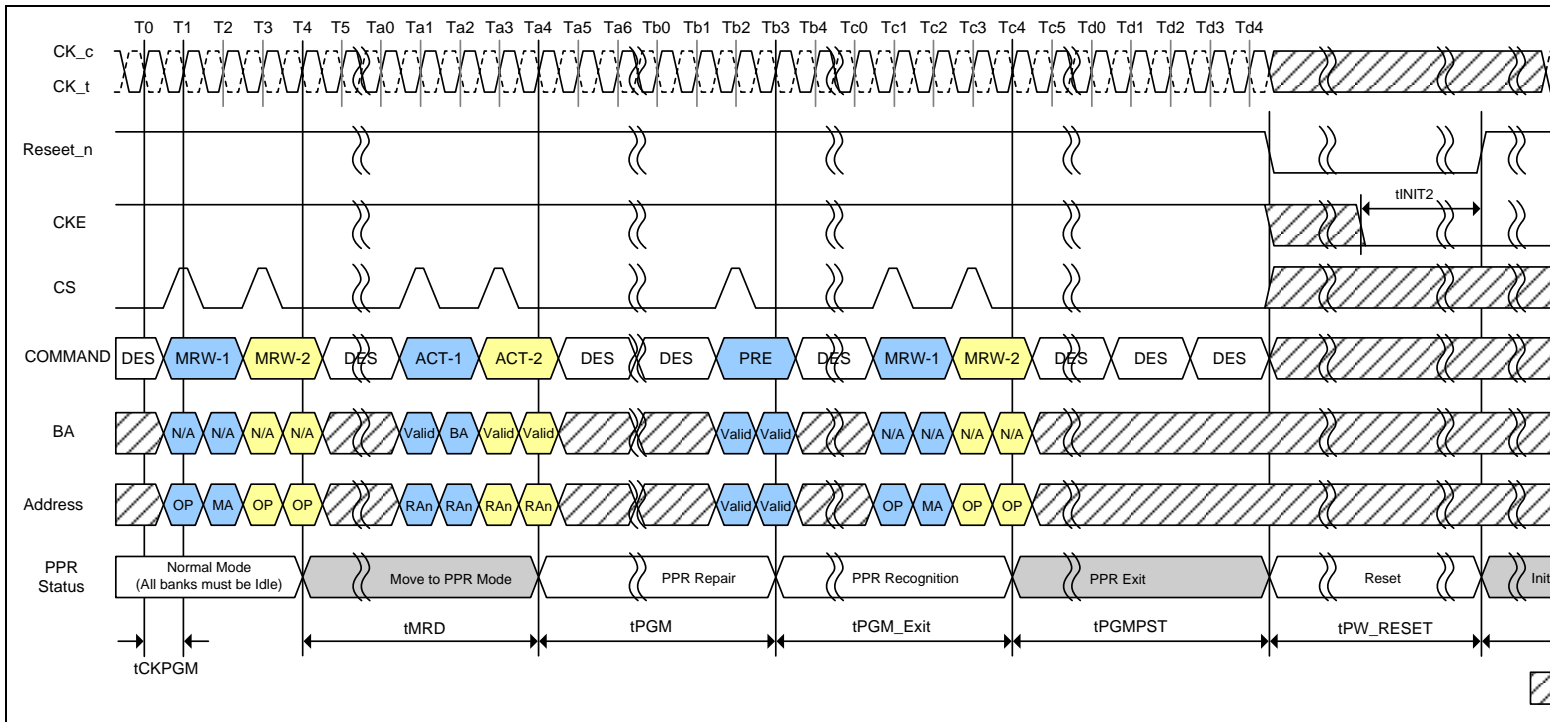 T0 T1 T2 T3 T4 T5 Ta0 Ta1 Ta2 Ta3 Ta4 Ta5 Ta6 Tb0 Tb1 Tb2 Tb3 Tb4 Tc0 Tc1 Tc2 Tc3 Tc4 Tc5 Td0 Td1 Td2 Td3 Td4
CK_c
CK_t
Reseet_n
CKE tINIT2
CS
COMMAND DES MRW-1 MRW-2 DES ACT-1 ACT-2 DES DES PRE DES MRW-1 MRW-2 DES DES DES
BA N/A N/A N/A N/A Valid BA Valid Valid Valid Valid N/A N/A N/A N/A
Address OP MA OP OP RAn RAn RAn RAn Valid Valid OP MA OP OP
PPR Status
Normal Mode
(All banks must be Idle)
Move to PPR Mode PPR Repair PPR Recognition PPR Exit Reset Init
tMRD tPGM tPGM_Exit tPGMPST tPW_RESET
tCKPGM